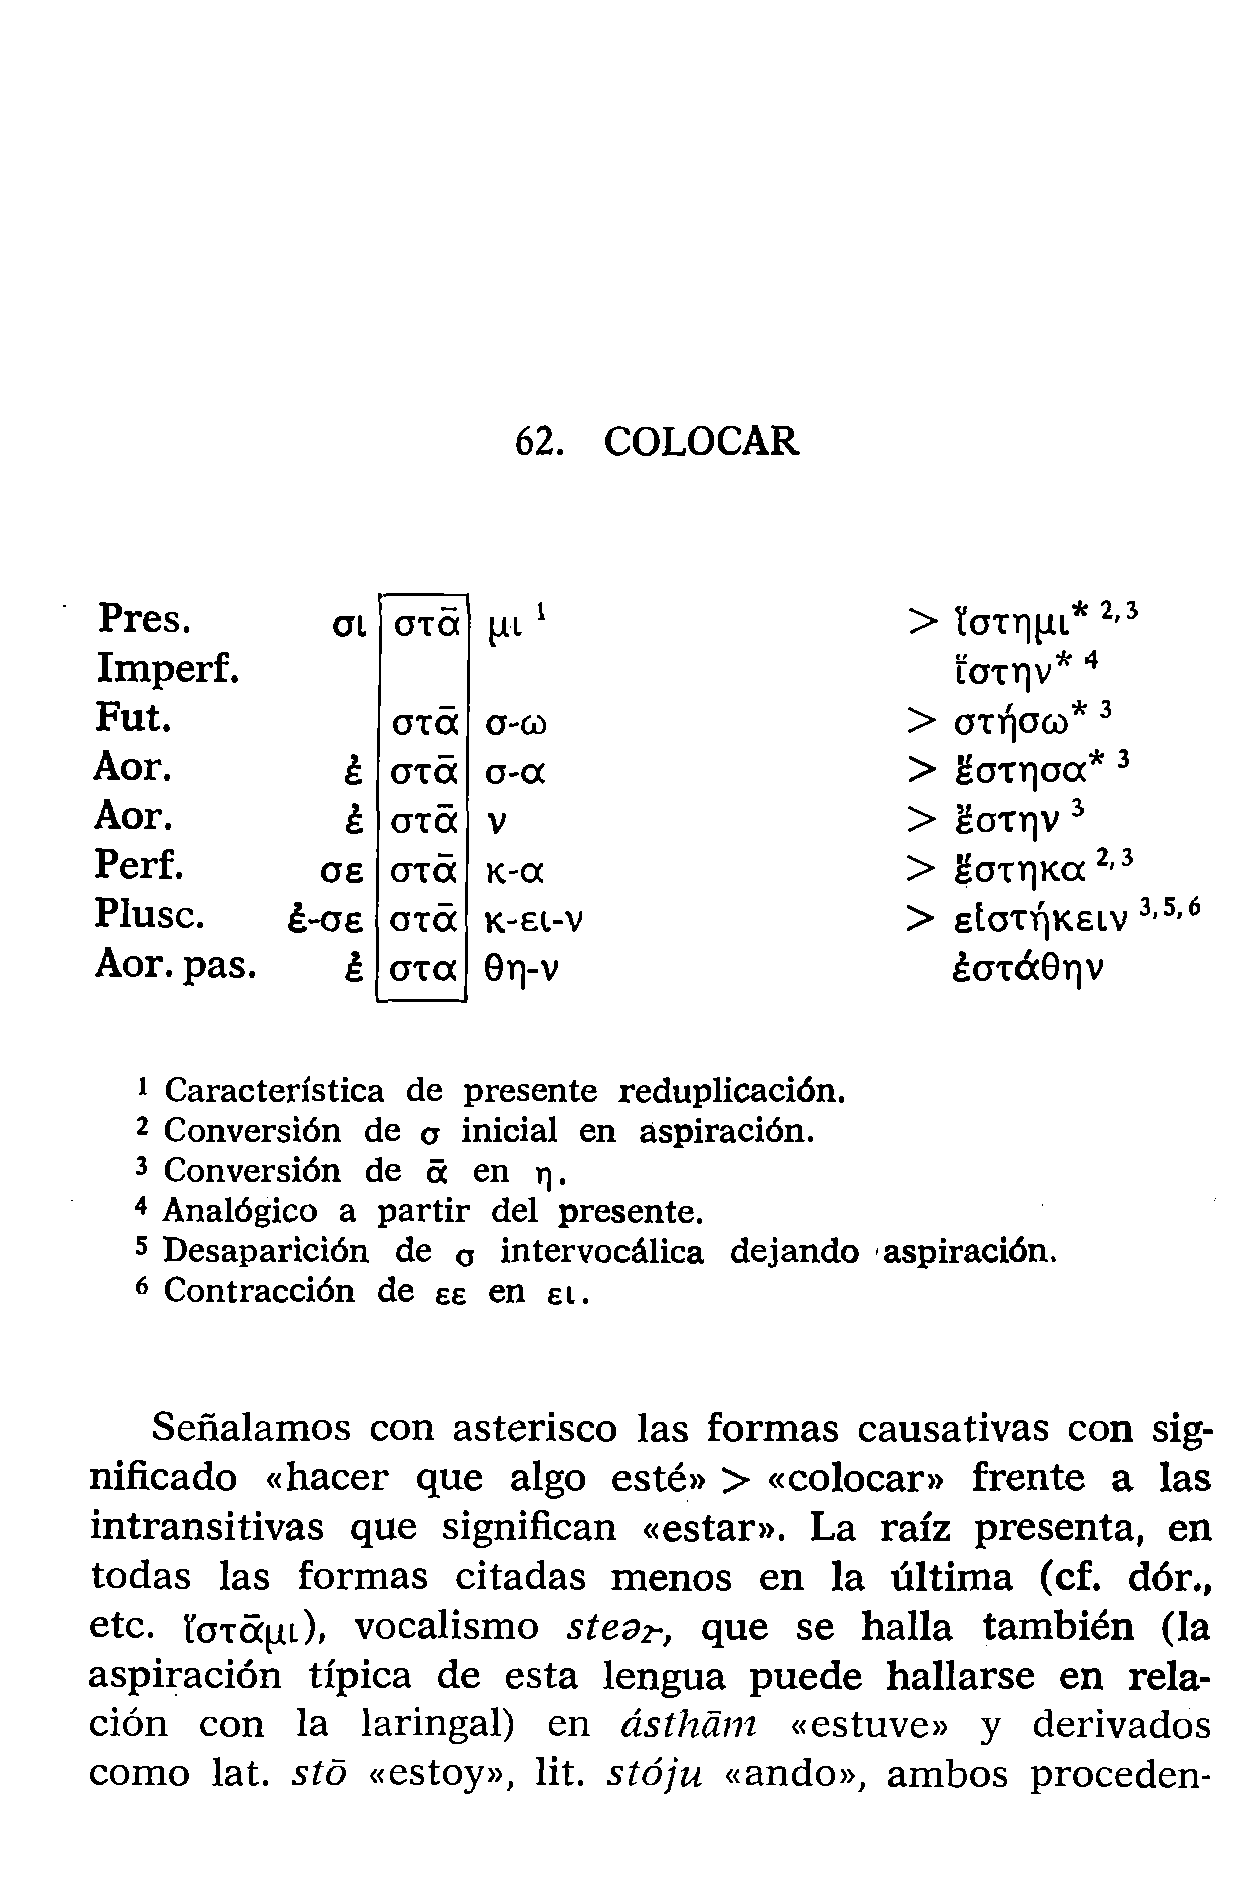 62. COLOCAR
Pres. σι στᾱ μι ¹ > ἵστημι* ²,³
Imperf. ἵστην* ⁴
Fut. στᾱ σ-ω > στήσω* ³
Aor. ἐ στᾱ σ-α > ἔστησα* ³
Aor. ἐ στᾱ ν > ἔστην ³
Perf. σε στᾱ κ-α > ἕστηκα ²,³
Plusc. ἐ-σε στᾱ κ-ει-ν > εἱστήκειν ³,⁵,⁶
Aor. pas. ἐ στα θη-ν ἐστάθην
¹ Característica de presente reduplicación.
² Conversión de σ inicial en aspiración.
³ Conversión de ᾱ en η.
⁴ Analógico a partir del presente.
⁵ Desaparición de σ intervocálica dejando aspiración.
⁶ Contracción de εε en ει.
Señalamos con asterisco las formas causativas con sig-
nificado «hacer que algo esté» > «colocar» frente a las
intransitivas que significan «estar». La raíz presenta, en
todas las formas citadas menos en la última (cf. dór.,
etc. ἵστᾱμι), vocalismo steər, que se halla también (la
aspiración típica de esta lengua puede hallarse en rela-
ción con la laringal) en ásthām «estuve» y derivados
como lat. stō «estoy», lit. stóju «ando», ambos proceden-